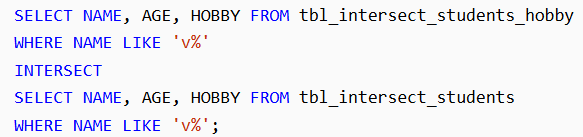 SELECT NAME, AGE, HOBBY FROM tbl_intersect_students_hobby
WHERE NAME LIKE 'v%'
INTERSECT
SELECT NAME, AGE, HOBBY FROM tbl_intersect_students
WHERE NAME LIKE 'v%';